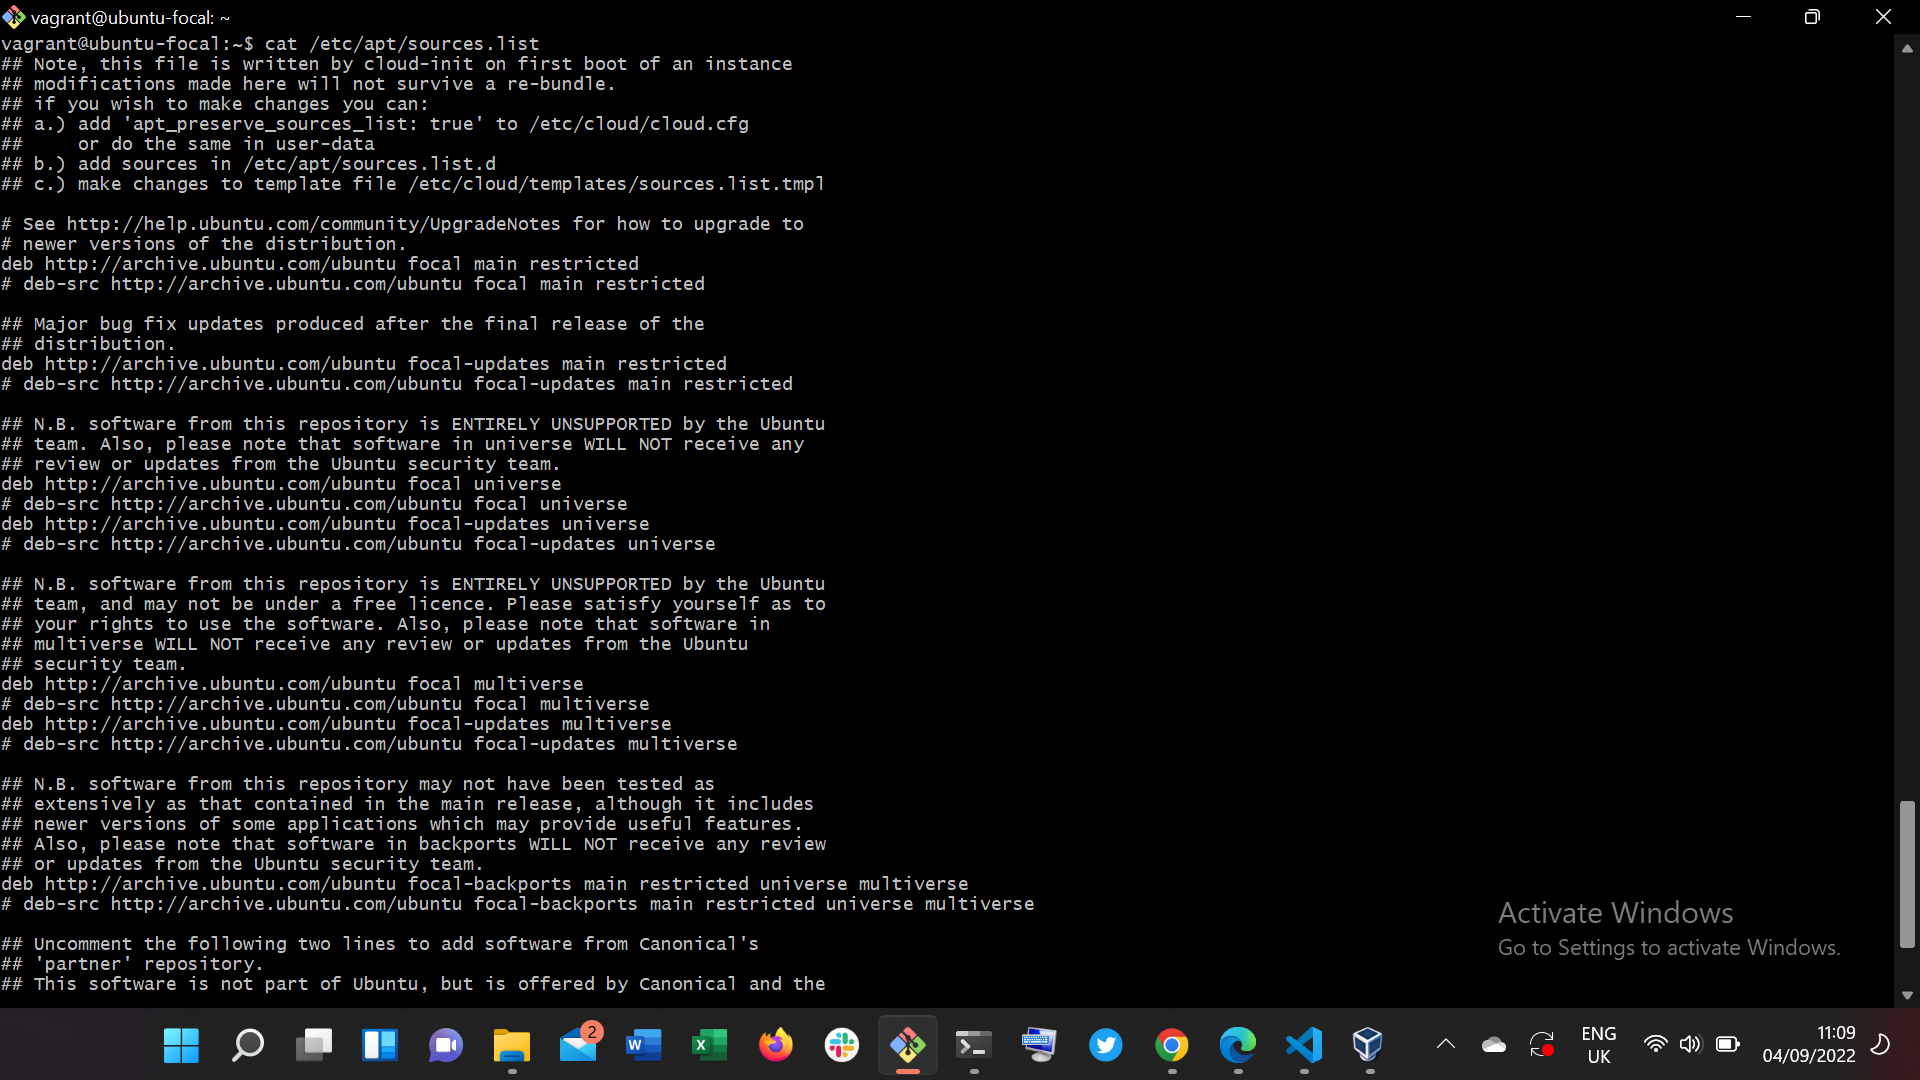 vagrant@ubuntu-focal: ~
vagrant@ubuntu-focal:~$ cat /etc/apt/sources.list
## Note, this file is written by cloud-init on first boot of an instance
## modifications made here will not survive a re-bundle.
## if you wish to make changes you can:
## a.) add 'apt_preserve_sources_list: true' to /etc/cloud/cloud.cfg
##     or do the same in user-data
## b.) add sources in /etc/apt/sources.list.d
## c.) make changes to template file /etc/cloud/templates/sources.list.tmpl

# See http://help.ubuntu.com/community/UpgradeNotes for how to upgrade to
# newer versions of the distribution.
deb http://archive.ubuntu.com/ubuntu focal main restricted
# deb-src http://archive.ubuntu.com/ubuntu focal main restricted

## Major bug fix updates produced after the final release of the
## distribution.
deb http://archive.ubuntu.com/ubuntu focal-updates main restricted
# deb-src http://archive.ubuntu.com/ubuntu focal-updates main restricted

## N.B. software from this repository is ENTIRELY UNSUPPORTED by the Ubuntu
## team. Also, please note that software in universe WILL NOT receive any
## review or updates from the Ubuntu security team.
deb http://archive.ubuntu.com/ubuntu focal universe
# deb-src http://archive.ubuntu.com/ubuntu focal universe
deb http://archive.ubuntu.com/ubuntu focal-updates universe
# deb-src http://archive.ubuntu.com/ubuntu focal-updates universe

## N.B. software from this repository is ENTIRELY UNSUPPORTED by the Ubuntu
## team, and may not be under a free licence. Please satisfy yourself as to
## your rights to use the software. Also, please note that software in
## multiverse WILL NOT receive any review or updates from the Ubuntu
## security team.
deb http://archive.ubuntu.com/ubuntu focal multiverse
# deb-src http://archive.ubuntu.com/ubuntu focal multiverse
deb http://archive.ubuntu.com/ubuntu focal-updates multiverse
# deb-src http://archive.ubuntu.com/ubuntu focal-updates multiverse

## N.B. software from this repository may not have been tested as
## extensively as that contained in the main release, although it includes
## newer versions of some applications which may provide useful features.
## Also, please note that software in backports WILL NOT receive any review
## or updates from the Ubuntu security team.
deb http://archive.ubuntu.com/ubuntu focal-backports main restricted universe multiverse
# deb-src http://archive.ubuntu.com/ubuntu focal-backports main restricted universe multiverse

## Uncomment the following two lines to add software from Canonical's
## 'partner' repository.
## This software is not part of Ubuntu, but is offered by Canonical and the
Activate Windows
Go to Settings to activate Windows.
2
W
X
ENG
UK
11:09
04/09/2022